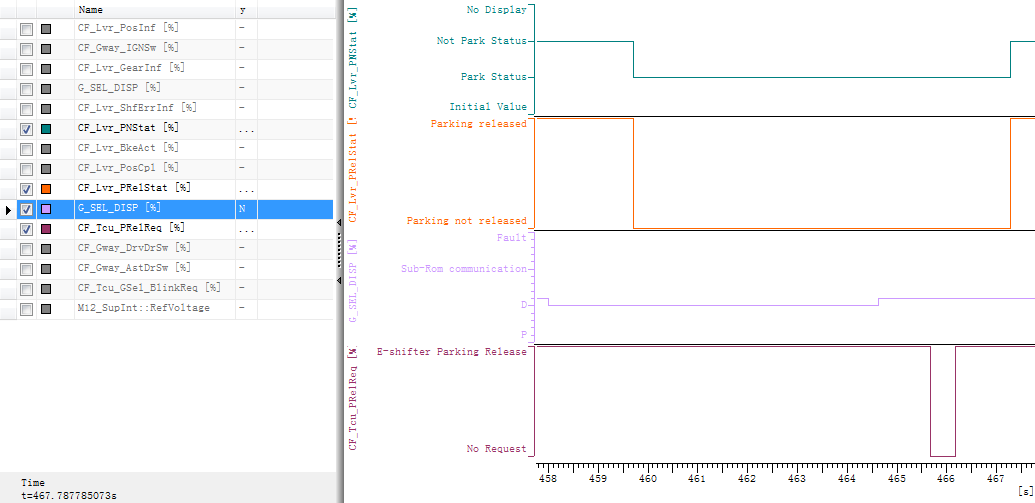 Name y
CF_Lvr_PosInf [%] -
CF_Gway_IGNSw [%] -
CF_Lvr_GearInf [%] -
G_SEL_DISP [%] -
CF_Lvr_ShfErrInf [%] -
CF_Lvr_PNStat [%] ...
CF_Lvr_BkeAct [%] -
CF_Lvr_PosCpl [%] -
CF_Lvr_PRelStat [%] ...
G_SEL_DISP [%] N
CF_Tcu_PRelReq [%] ...
CF_Gway_DrvDrSw [%] -
CF_Gway_AstDrSw [%] -
CF_Tcu_GSel_BlinkReq [%] -
M12_SupInt::RefVoltage -
Time
t=467.787785073s
CF_Lvr_PNStat [%]
No Display
Not Park Status
Park Status
Initial Value
CF_Lvr_PRelStat [%]
Parking released
Parking not released
G_SEL_DISP [%]
Fault
Sub-Rom communication
D
P
CF_Tcu_PRelReq [%]
E-shifter Parking Release
No Request
458 459 460 461 462 463 464 465 466 467
[s]